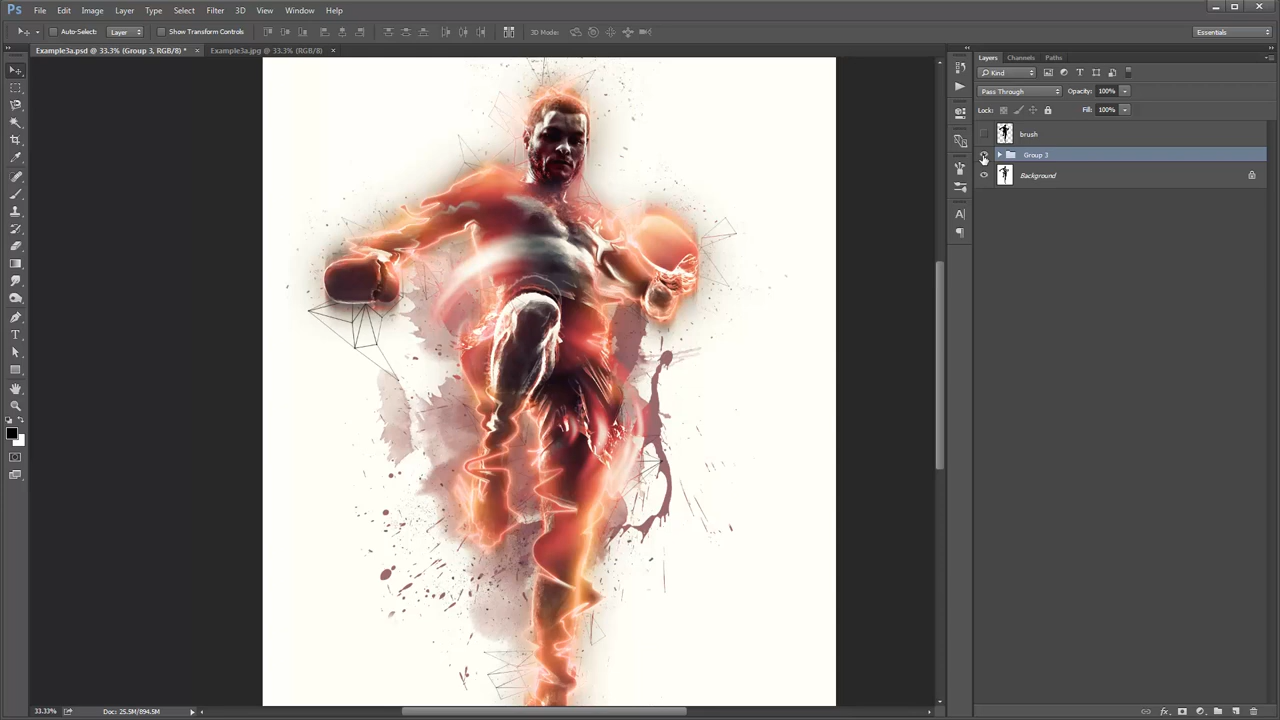 Ps File Edit Image Layer Type Select Filter 3D View Window Help
Auto-Select: Layer Show Transform Controls 3D Mode: Essentials
Example3a.psd @ 33.3% (Group 3, RGB/8) * × Example3a.jpg @ 33.3% (RGB/8) ×
Layers Channels Paths
Kind
Pass Through Opacity: 100%
Lock: Fill: 100%
brush
Group 3
Background
33.33% Doc: 25.5M/894.5M